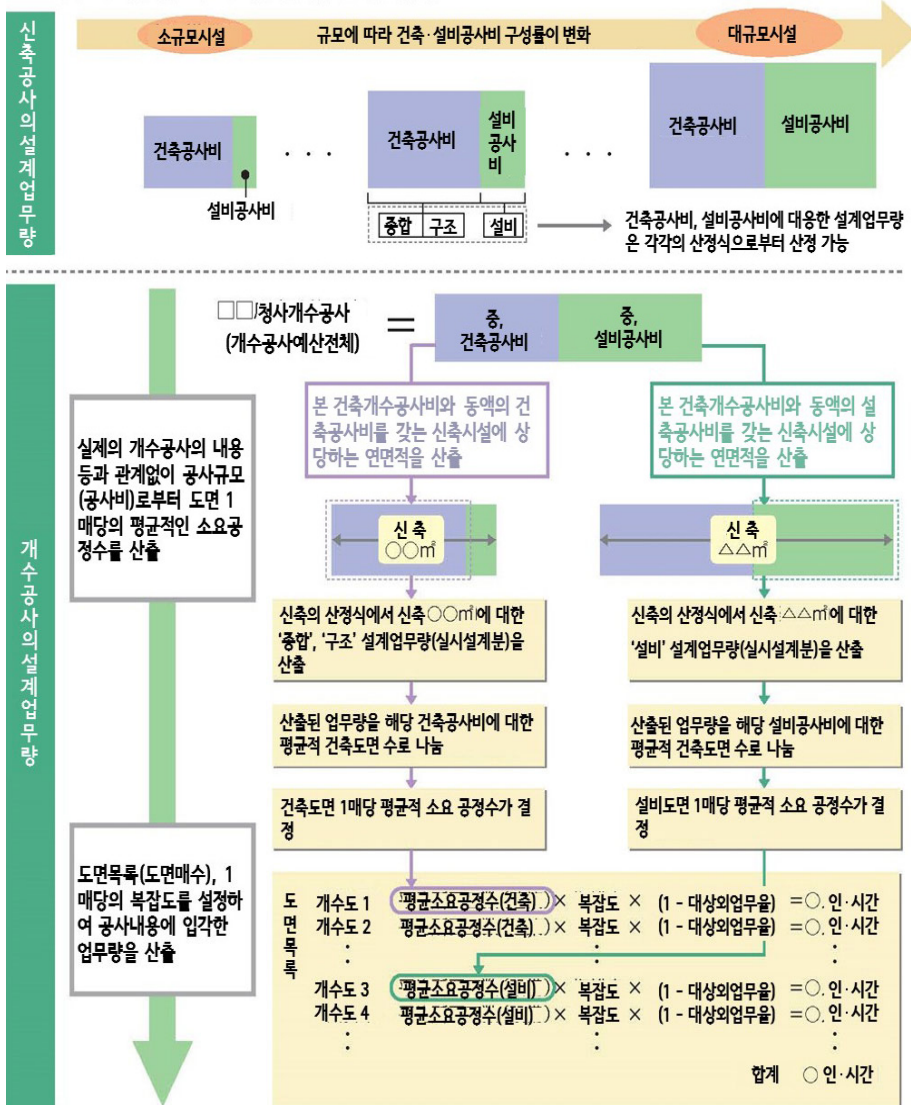 신축공사의설계업무량
소규모시설
규모에 따라 건축·설비공사비 구성률이 변화
대규모시설
건축공사비
설비공사비
· · ·
건축공사비
설비
공사
비
· · ·
건축공사비
설비공사비
종합
구조
설비
건축공사비, 설비공사비에 대응한 설계업무량
은 각각의 산정식으로부터 산정 가능
개수공사의설계업무량
□□/청사개수공사
(개수공사예산전체)
=
중,
건축공사비
중,
설비공사비
실제의 개수공사의 내용
등과 관계없이 공사규모
(공사비)로부터 도면 1
매당의 평균적인 소요공
정수를 산출
본 건축개수공사비와 동액의 건
축공사비를 갖는 신축시설에 상
당하는 연면적을 산출
본 건축개수공사비와 동액의 설
축공사비를 갖는 신축시설에 상
당하는 연면적을 산출
신 축
○○㎡
신 축
△△㎡
신축의 산정식에서 신축○○㎡에 대한
'종합', '구조' 설계업무량(실시설계분)을
산출
신축의 산정식에서 신축△△㎡에 대한
'설비' 설계업무량(실시설계분)을 산출
산출된 업무량을 해당 건축공사비에 대한
평균적 건축도면 수로 나눔
산출된 업무량을 해당 설비공사비에 대한
평균적 건축도면 수로 나눔
건축도면 1매당 평균적 소요 공정수가 결
정
설비도면 1매당 평균적 소요 공정수가 결
정
도면목록(도면매수), 1
매당의 복잡도를 설정하
여 공사내용에 입각한
업무량을 산출
도면목록
개수도 1 평균소요공정수(건축) × 복잡도 × (1 - 대상외업무율) =○. 인·시간
개수도 2 평균소요공정수(건축) × 복잡도 × (1 - 대상외업무율) =○. 인·시간
: : :
개수도 3 평균소요공정수(설비) × 복잡도 × (1 - 대상외업무율) =○. 인·시간
개수도 4 평균소요공정수(설비) × 복잡도 × (1 - 대상외업무율) =○. 인·시간
: : :
합계 ○ 인·시간